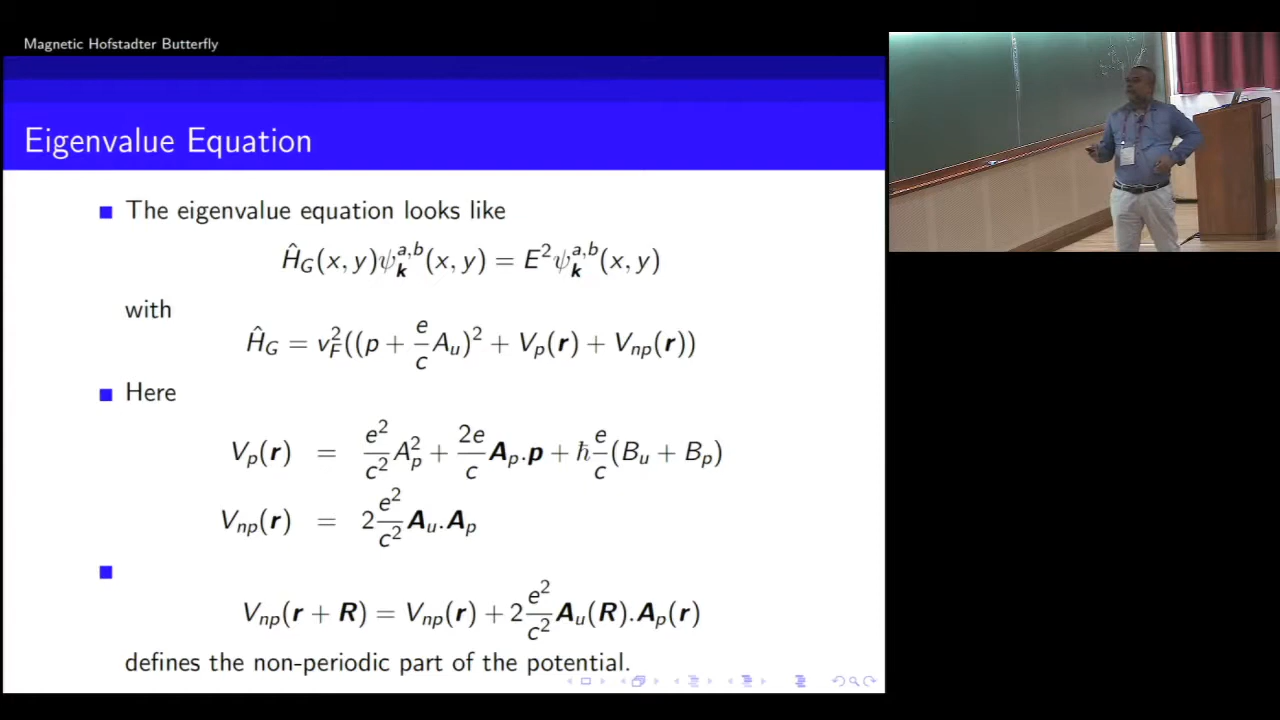 Magnetic Hofstadter Butterfly
Eigenvalue Equation
The eigenvalue equation looks like
Ĥ_G(x, y)ψ_k^{a,b}(x, y) = E²ψ_k^{a,b}(x, y)
with
Ĥ_G = v_F²((p + e/c A_u)² + V_p(r) + V_np(r))
Here
V_p(r) = e²/c² A_p² + 2e/c A_p.p + ħ e/c (B_u + B_p)
V_np(r) = 2 e²/c² A_u.A_p
V_np(r + R) = V_np(r) + 2 e²/c² A_u(R).A_p(r)
defines the non-periodic part of the potential.